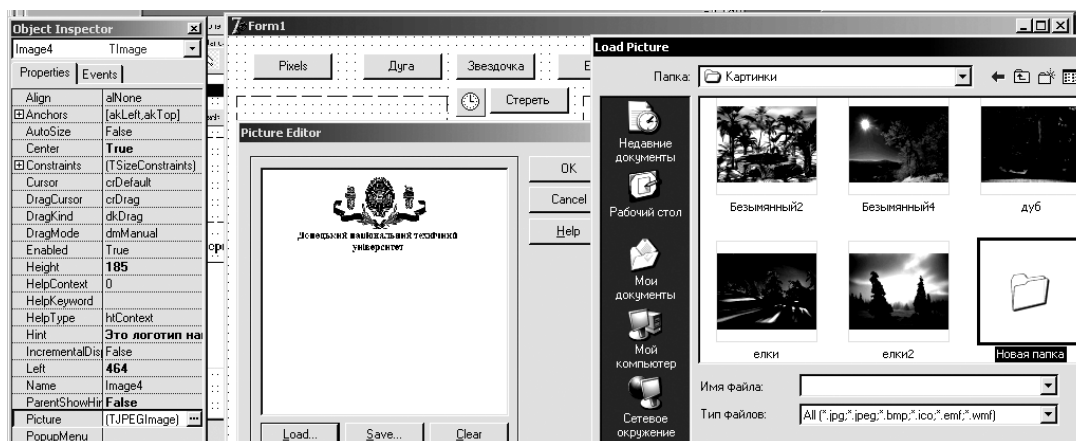 Object Inspector
Image4 TImage
Properties Events
Align alNone
Anchors [akLeft,akTop]
AutoSize False
Center True
Constraints (TSizeConstraints)
Cursor crDefault
DragCursor crDrag
DragKind dkDrag
DragMode dmManual
Enabled True
Height 185
HelpContext 0
HelpKeyword
HelpType htContext
Hint Это логотип на
IncrementalDis False
Left 464
Name Image4
ParentShowHin False
Picture (TJPEGImage) ...
PopupMenu
Form1
Pixels Дуга Звездочка
Стереть
Picture Editor
Донецький національний технічний
університет
OK
Cancel
Help
Load... Save... Clear
Load Picture
Папка: Картинки
Недавние
документы
Рабочий стол
Мои
документы
Мой
компьютер
Сетевое
окружение
Безымянный2 Безымянный4 дуб
елки елки2 Новая папка
Имя файла:
Тип файлов: All (*.jpg;*.jpeg;*.bmp;*.ico;*.emf;*.wmf)